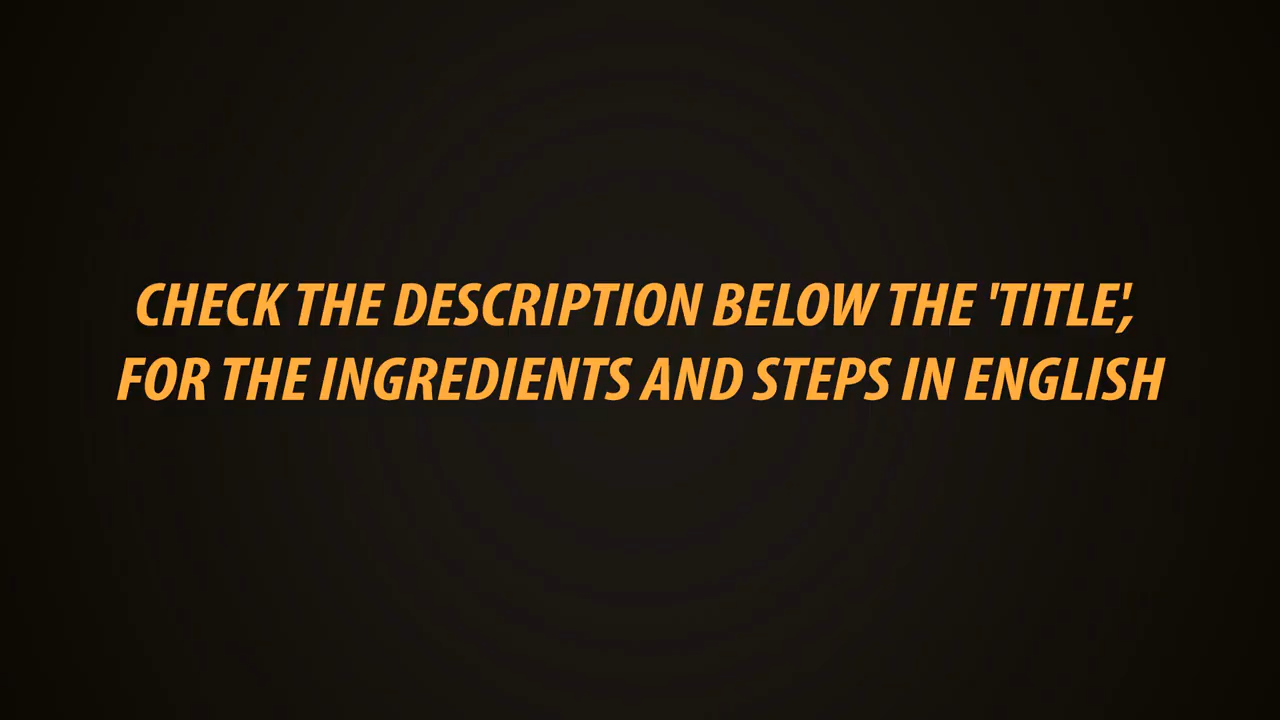 CHECK THE DESCRIPTION BELOW THE 'TITLE',
FOR THE INGREDIENTS AND STEPS IN ENGLISH